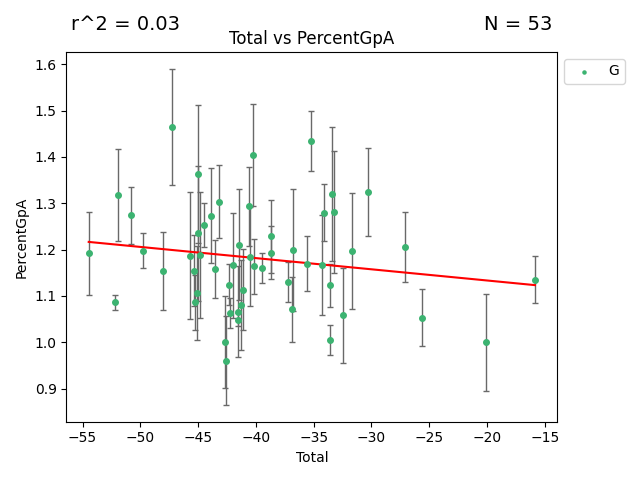 r^2 = 0.03
N = 53
Total vs PercentGpA
G
PercentGpA
1.6
1.5
1.4
1.3
1.2
1.1
1.0
0.9
−55 −50 −45 −40 −35 −30 −25 −20 −15
Total